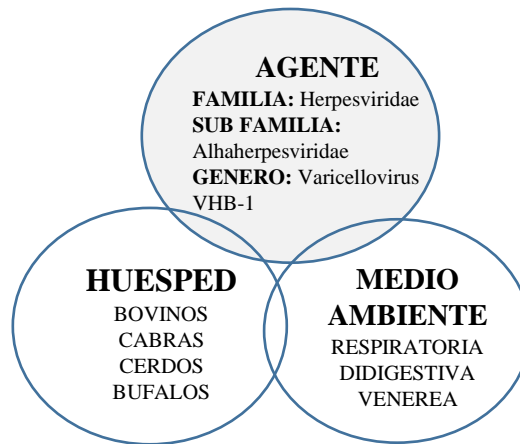 AGENTE
FAMILIA: Herpesviridae
SUB FAMILIA:
Alhaherpesviridae
GENERO: Varicellovirus
VHB-1
HUESPED
BOVINOS
CABRAS
CERDOS
BUFALOS
MEDIO
AMBIENTE
RESPIRATORIA
DIDIGESTIVA
VENEREA